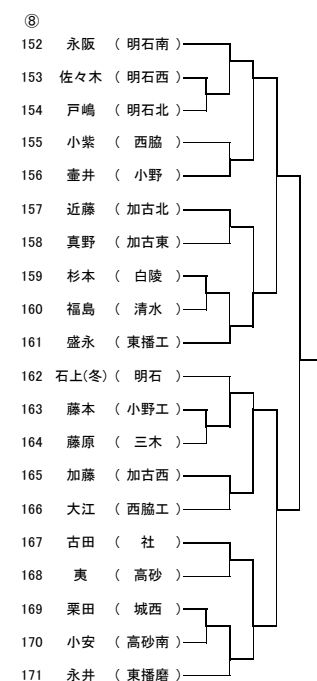 ⑧
152 永阪 ( 明石南 )
153 佐々木 ( 明石西 )
154 戸嶋 ( 明石北 )
155 小紫 ( 西脇 )
156 壷井 ( 小野 )
157 近藤 ( 加古北 )
158 真野 ( 加古東 )
159 杉本 ( 白陵 )
160 福島 ( 清水 )
161 盛永 ( 東播工 )
162 石上(冬) ( 明石 )
163 藤本 ( 小野工 )
164 藤原 ( 三木 )
165 加藤 ( 加古西 )
166 大江 ( 西脇工 )
167 古田 ( 社 )
168 夷 ( 高砂 )
169 栗田 ( 城西 )
170 小安 ( 高砂南 )
171 永井 ( 東播磨 )